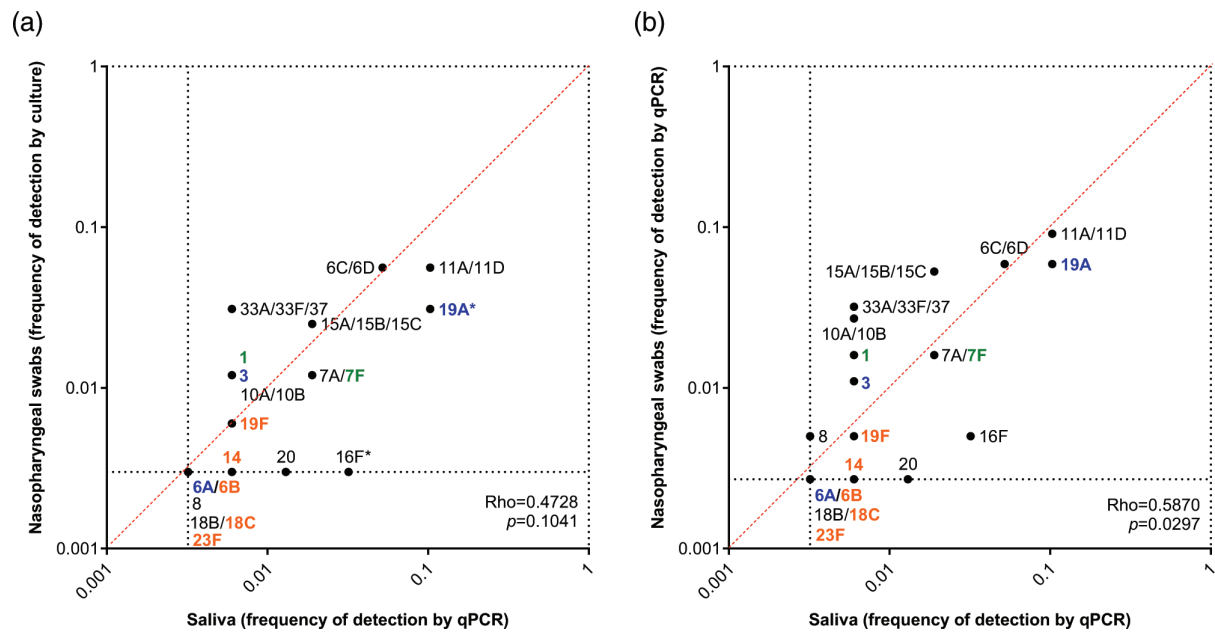 (a)
Nasopharyngeal swabs (frequency of detection by culture)
1
0.1
0.01
0.001
6C/6D
11A/11D
33A/33F/37
19A*
15A/15B/15C
1
3
7A/7F
10A/10B
19F
14
20
16F*
6A/6B
8
18B/18C
23F
Rho=0.4728
p=0.1041
0.001
0.01
0.1
1
Saliva (frequency of detection by qPCR)
(b)
Nasopharyngeal swabs (frequency of detection by qPCR)
1
0.1
0.01
0.001
11A/11D
6C/6D
19A
15A/15B/15C
33A/33F/37
10A/10B
1
7A/7F
3
8
19F
16F
14
20
6A/6B
18B/18C
23F
Rho=0.5870
p=0.0297
0.001
0.01
0.1
1
Saliva (frequency of detection by qPCR)